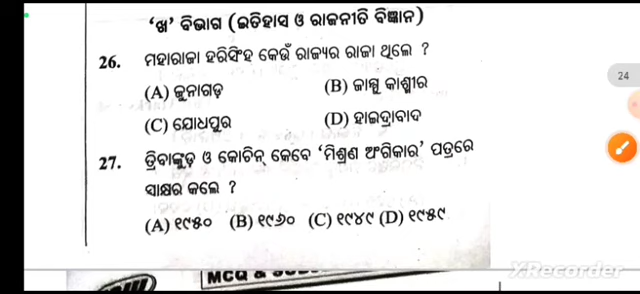 ‘ଖ’ ବିଭାଗ (ଇତିହାସ ଓ ରାଜନୀତି ବିଜ୍ଞାନ)
26. ମହାରାଜା ହରିସିଂହ କେଉଁ ରାଜ୍ୟର ରାଜା ଥିଲେ ?
(A) ଜୁନାଗଡ଼ (B) ଜାମ୍ମୁ କାଶ୍ମୀର
24
(C) ଯୋଧପୁର (D) ହାଇଦ୍ରାବାଦ
27. ତ୍ରିବାଙ୍କୁଡ଼ ଓ କୋଚିନ୍ କେବେ ‘ମିଶ୍ରଣ ଅଂଗିକାର’ ପତ୍ରରେ
ସ୍ୱାକ୍ଷର କଲେ ?
(A) ୧୯୫୦ (B) ୧୯୬୦ (C) ୧୯୪୯ (D) ୧୯୫୯
XRecorder
MCQ &